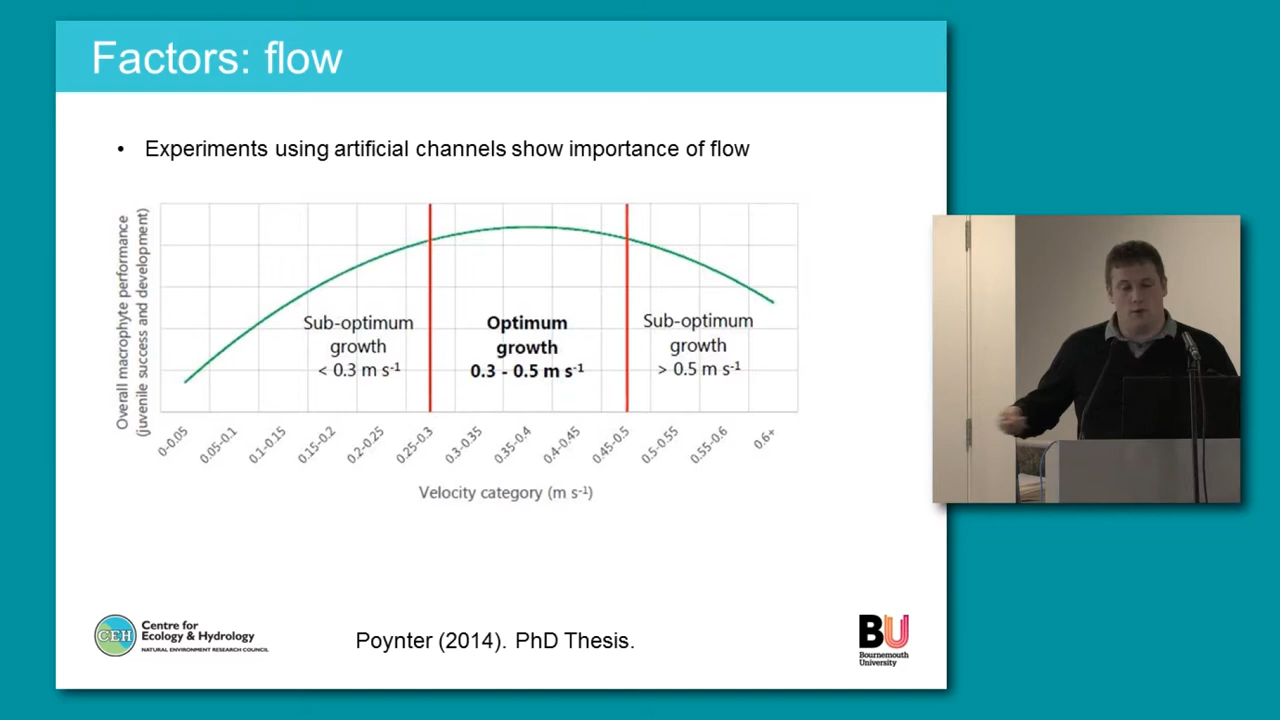 Factors: flow
• Experiments using artificial channels show importance of flow
Overall macrophyte performance
(juvenile success and development)
Sub-optimum
growth
< 0.3 m s-1
Optimum
growth
0.3 - 0.5 m s-1
Sub-optimum
growth
> 0.5 m s-1
0-0.05
0.05-0.1
0.1-0.15
0.15-0.2
0.2-0.25
0.25-0.3
0.3-0.35
0.35-0.4
0.4-0.45
0.45-0.5
0.5-0.55
0.55-0.6
0.6+
Velocity category (m s-1)
CEH
Centre for
Ecology & Hydrology
NATURAL ENVIRONMENT RESEARCH COUNCIL
Poynter (2014). PhD Thesis.
BU
Bournemouth
University